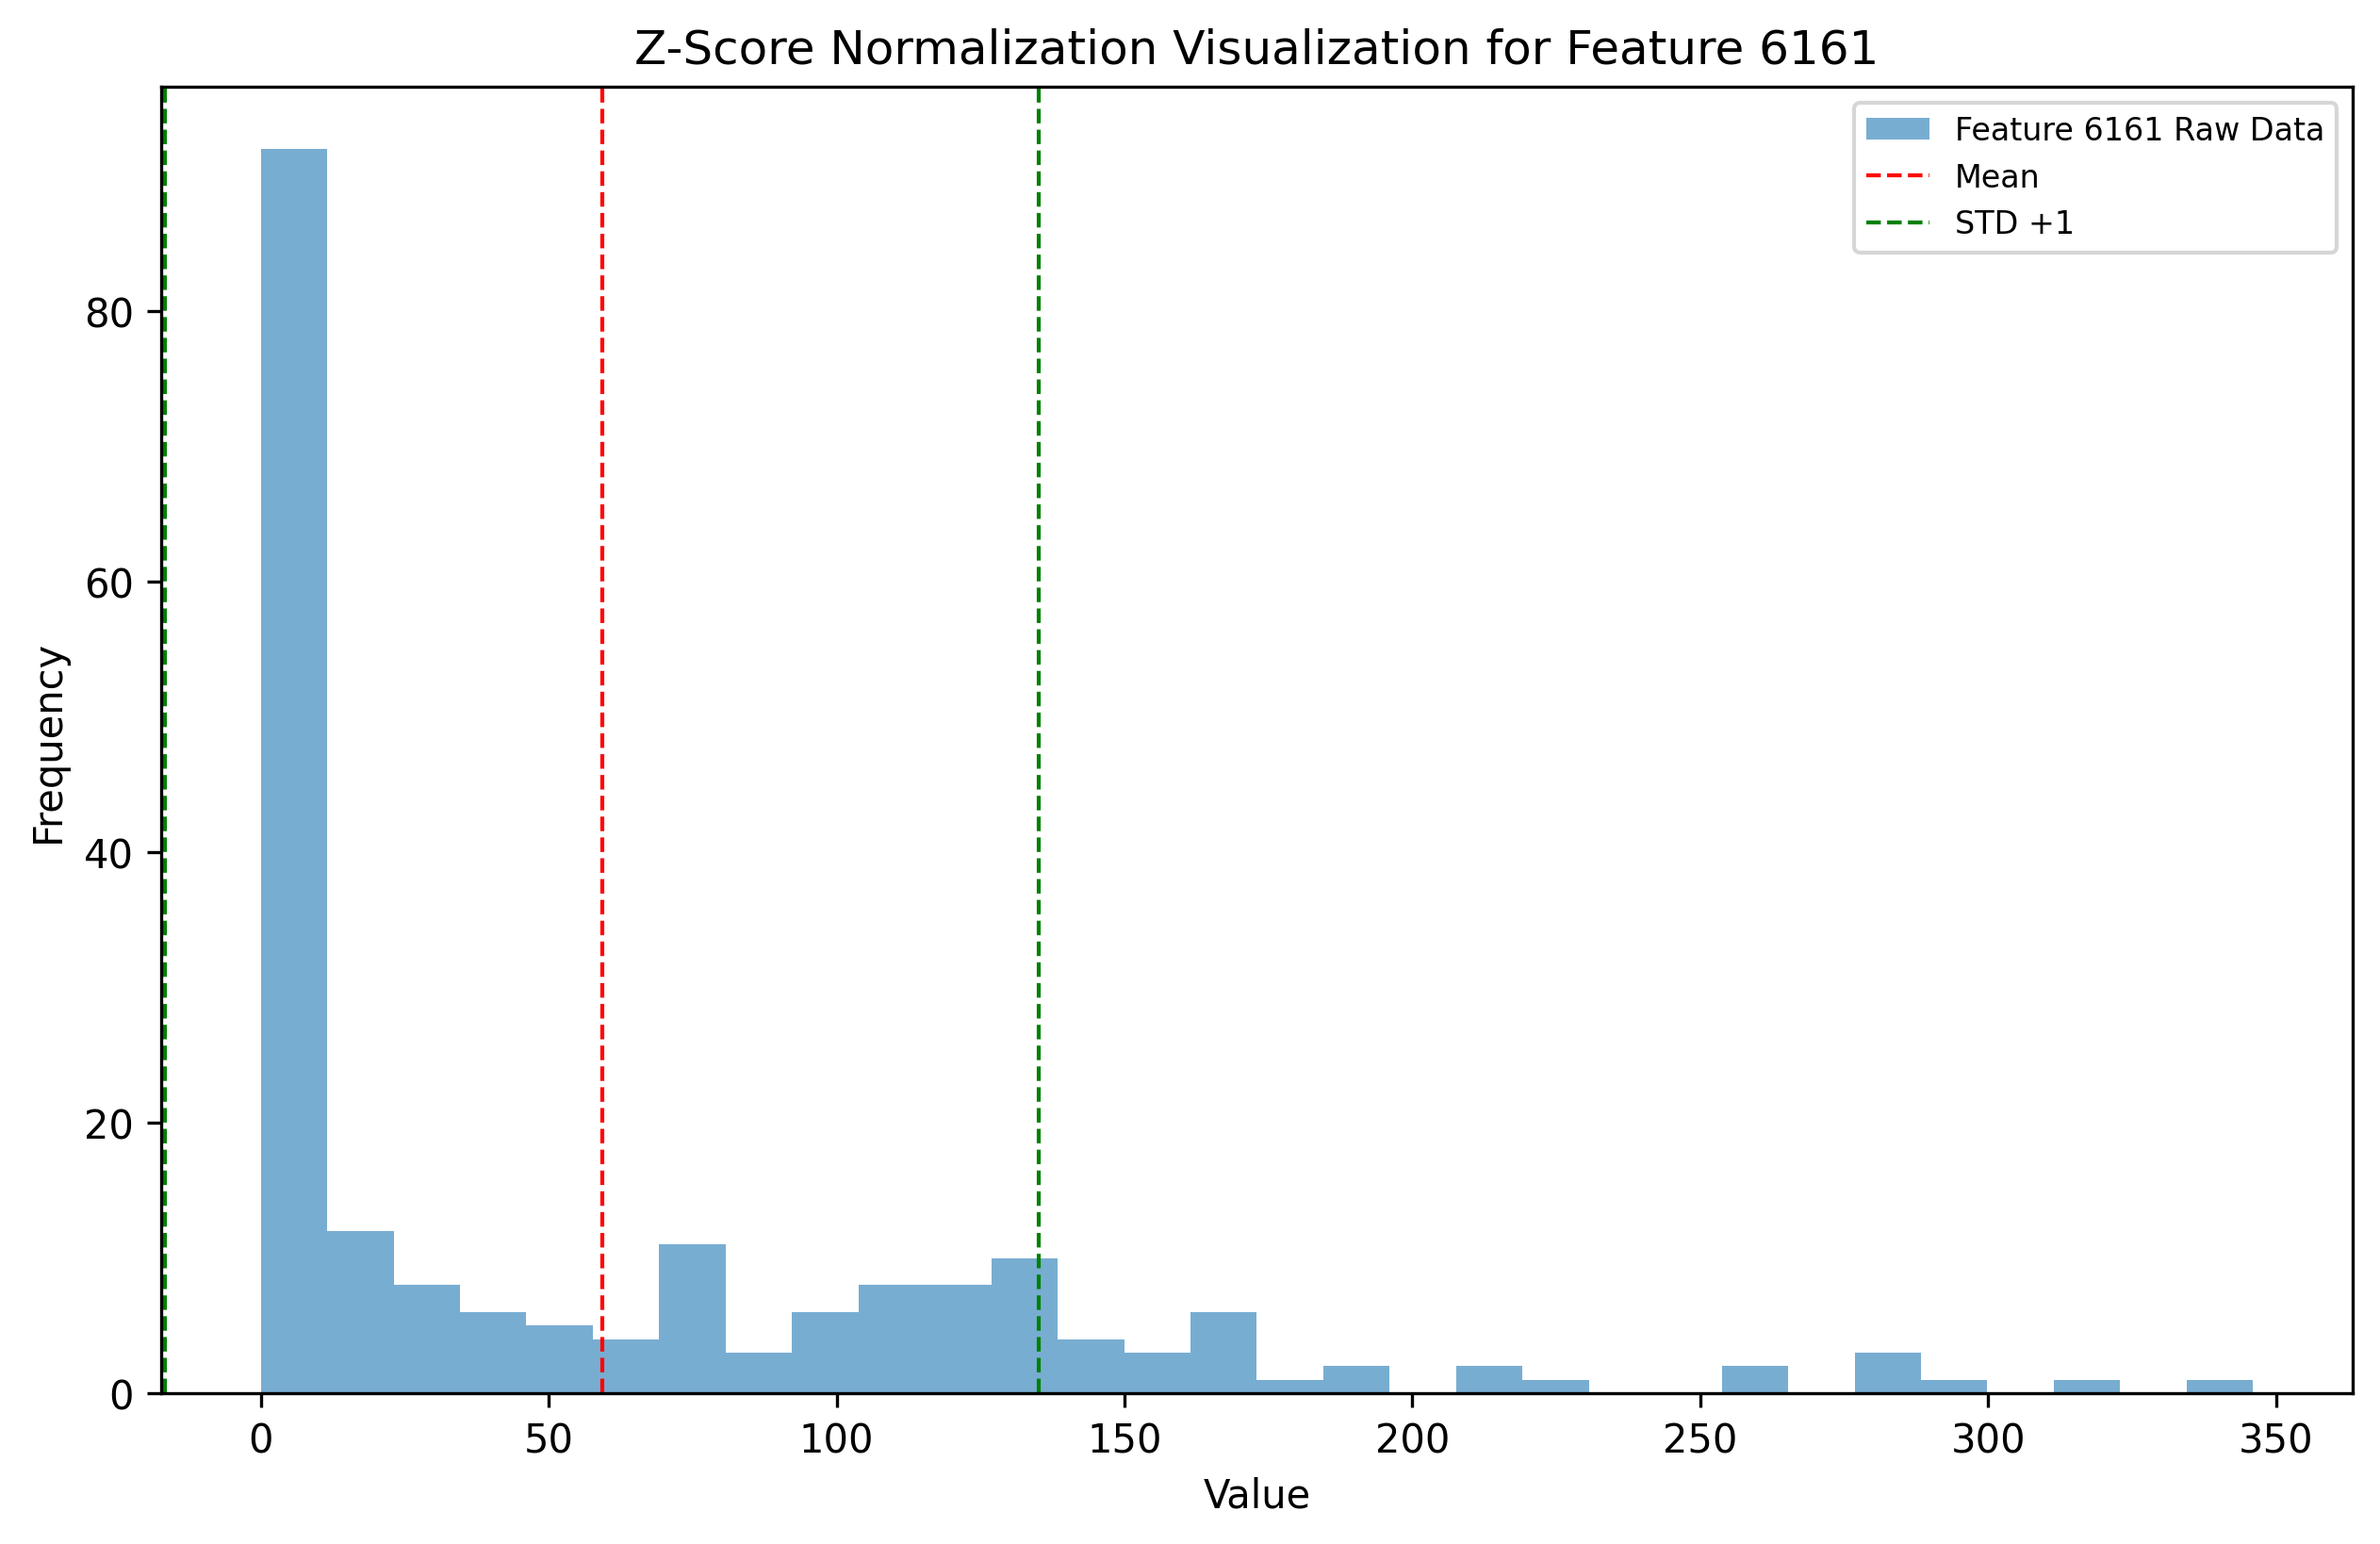 Z-Score Normalization Visualization for Feature 6161
Feature 6161 Raw Data
Mean
STD +1
80
60
40
20
0
Frequency
0 50 100 150 200 250 300 350
Value